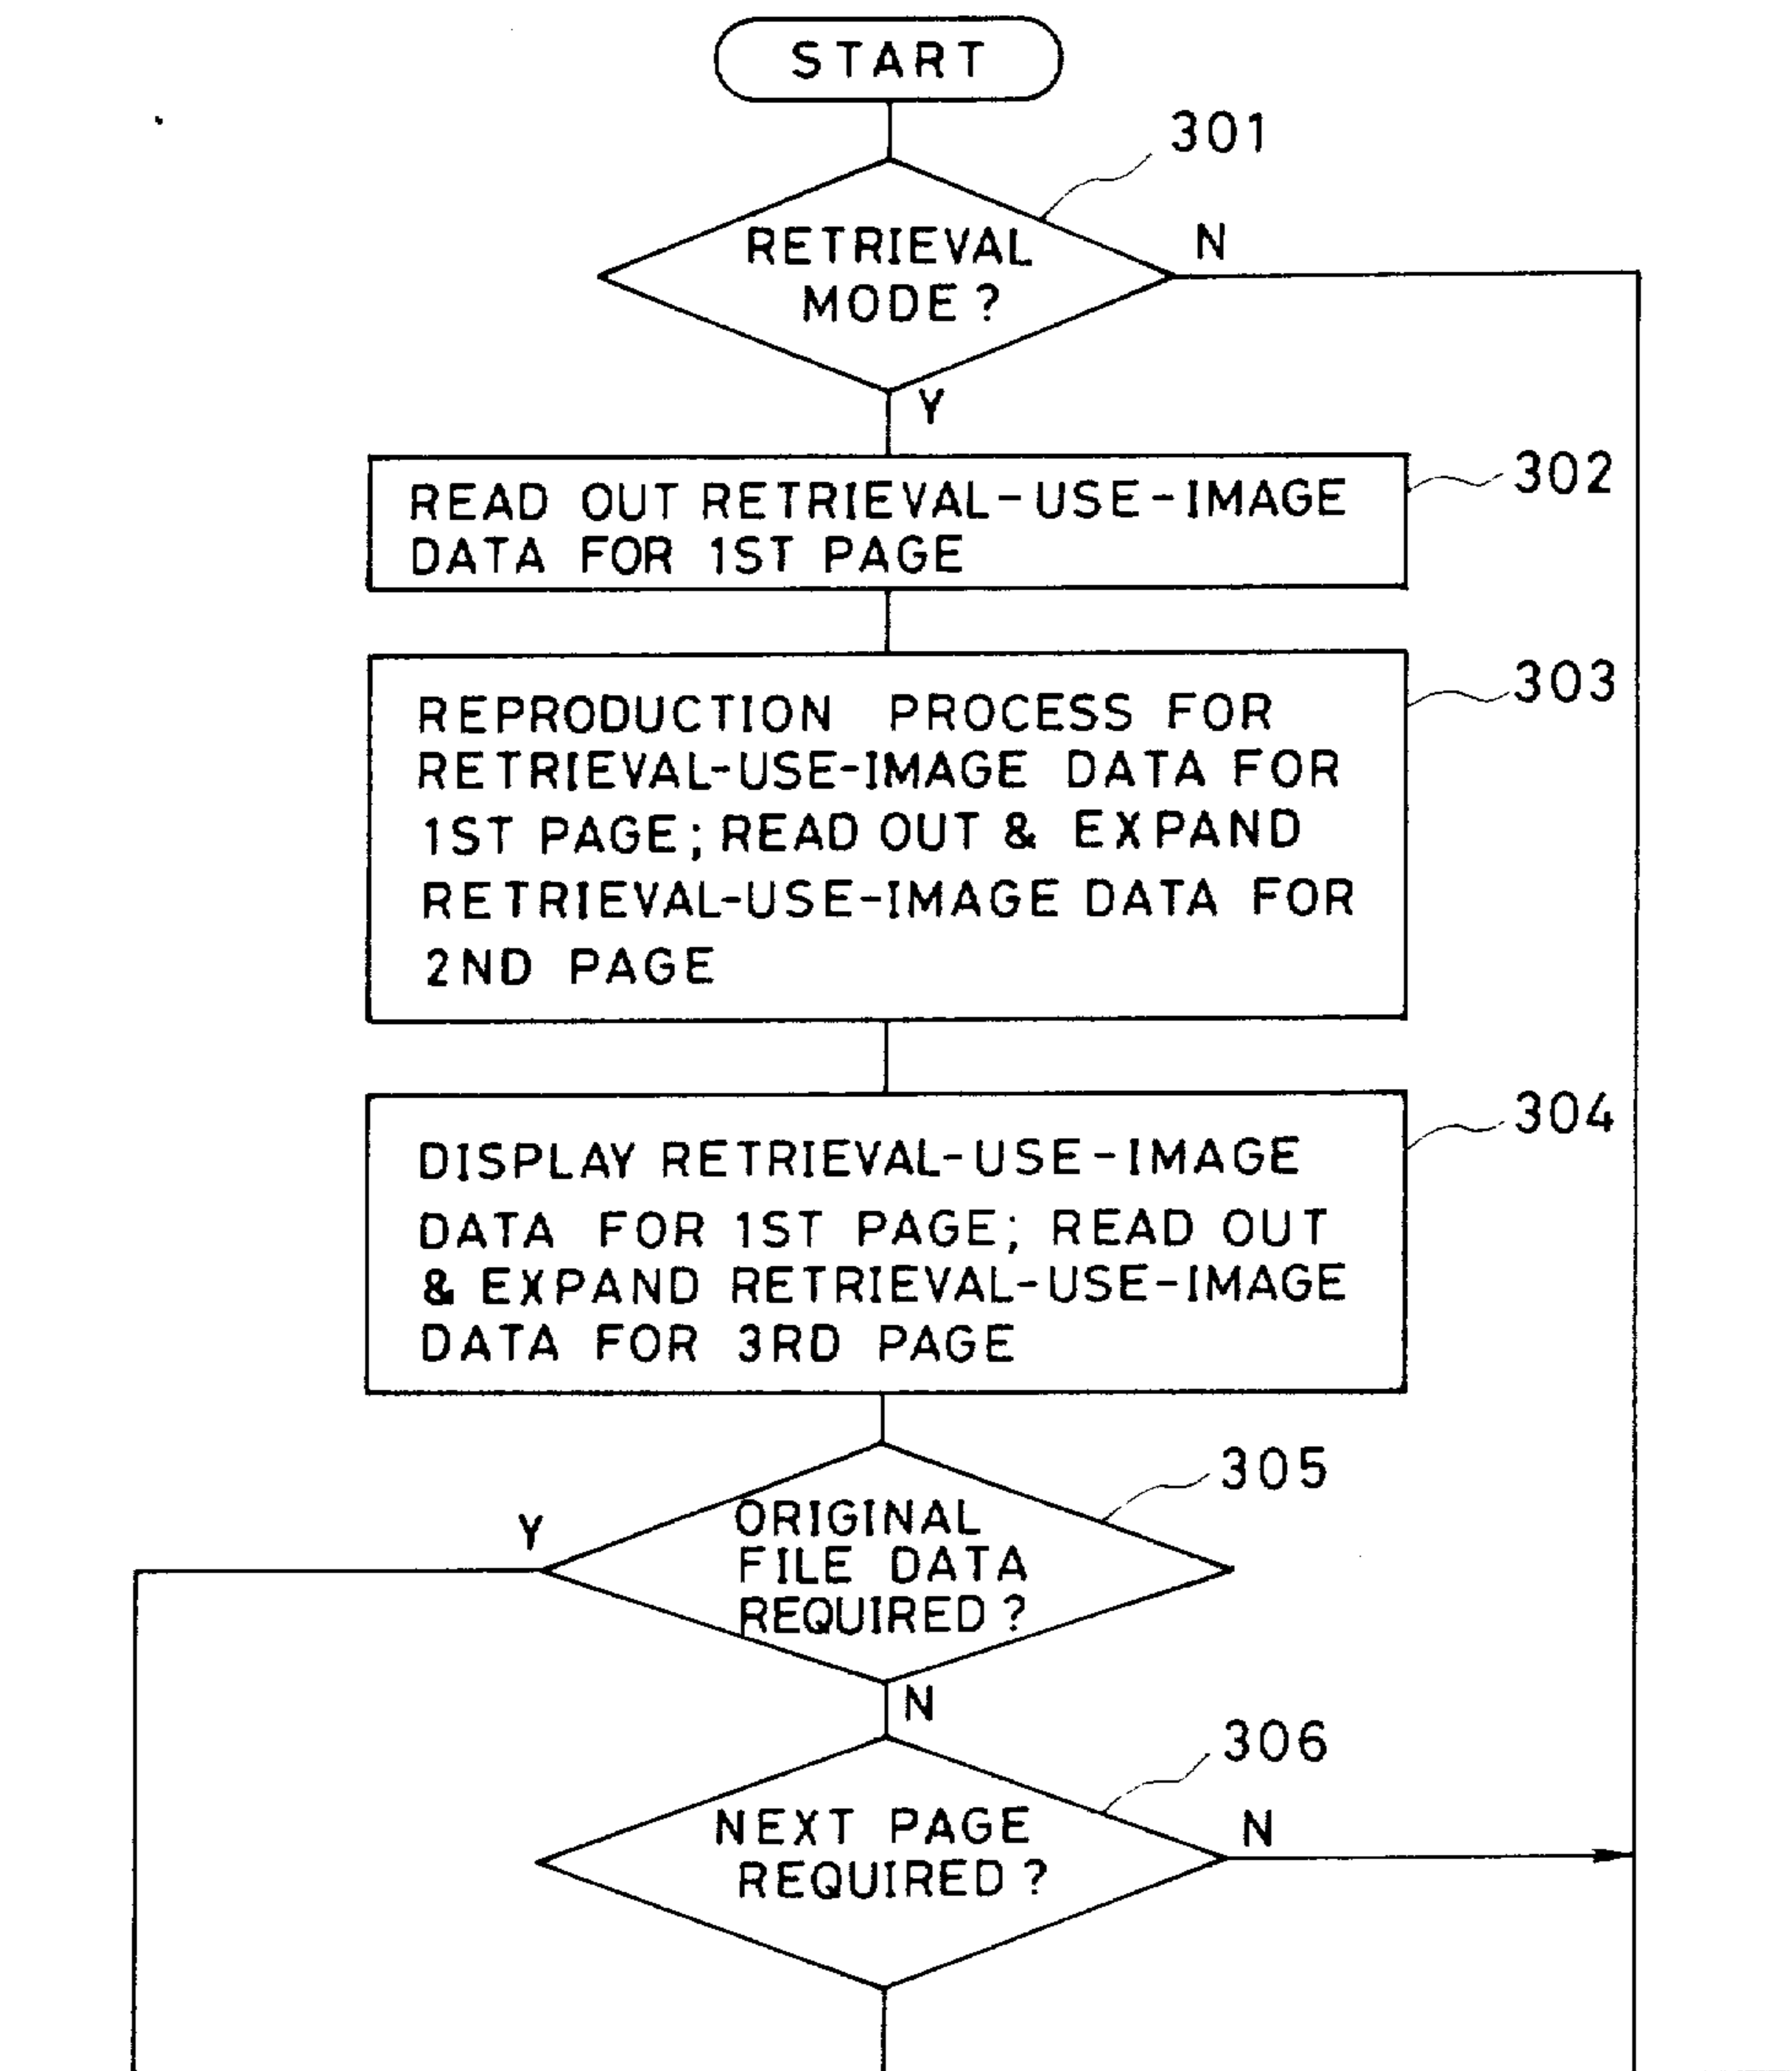 START
301
RETRIEVAL
MODE?
N
Y
302
READ OUT RETRIEVAL-USE-IMAGE
DATA FOR 1ST PAGE
303
REPRODUCTION PROCESS FOR
RETRIEVAL-USE-IMAGE DATA FOR
1ST PAGE; READ OUT & EXPAND
RETRIEVAL-USE-IMAGE DATA FOR
2ND PAGE
304
DISPLAY RETRIEVAL-USE-IMAGE
DATA FOR 1ST PAGE; READ OUT
& EXPAND RETRIEVAL-USE-IMAGE
DATA FOR 3RD PAGE
305
Y
ORIGINAL
FILE DATA
REQUIRED?
N
306
NEXT PAGE
REQUIRED?
N